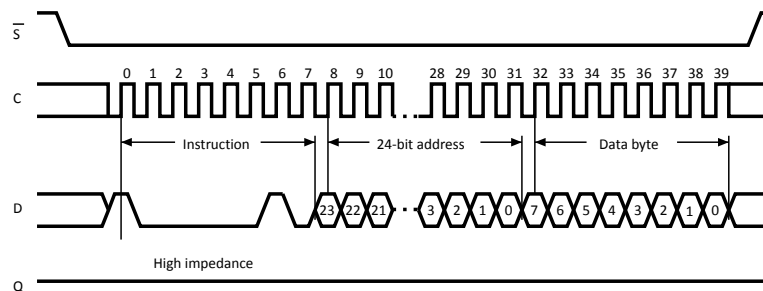 S
0 1 2 3 4 5 6 7 8 9 10 28 29 30 31 32 33 34 35 36 37 38 39
C
Instruction 24-bit address Data byte
D 23 22 21 3 2 1 0 7 6 5 4 3 2 1 0
High impedance
Q